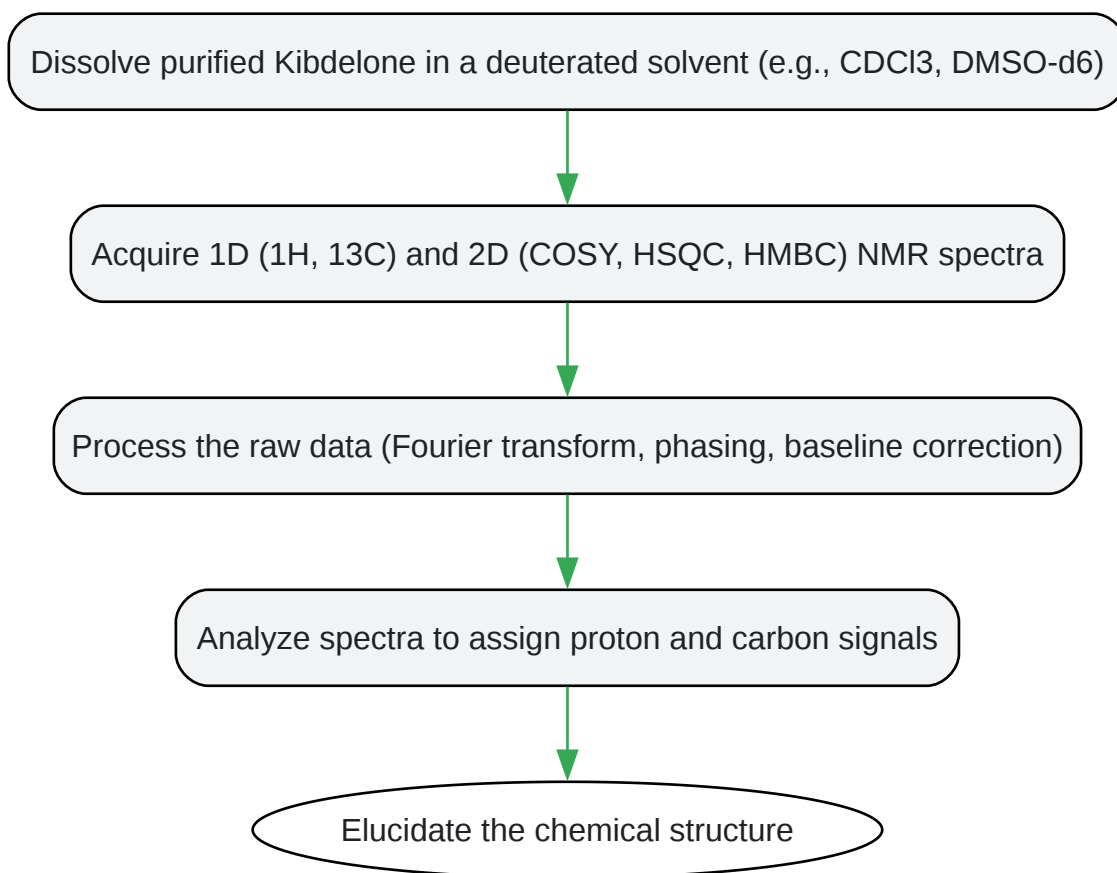 Dissolve purified Kibdelone in a deuterated solvent (e.g., CDCl3, DMSO-d6)
Acquire 1D (1H, 13C) and 2D (COSY, HSQC, HMBC) NMR spectra
Process the raw data (Fourier transform, phasing, baseline correction)
Analyze spectra to assign proton and carbon signals
Elucidate the chemical structure